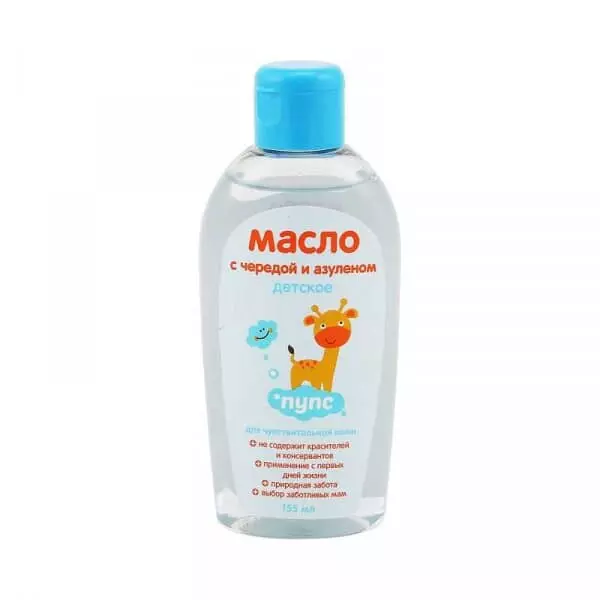 масло
с чередой и азуленом
детское
пупс
для чувствительной кожи
не содержит красителей
и консервантов
применение с первых
дней жизни
природная забота
выбор заботливых мам
155 мл